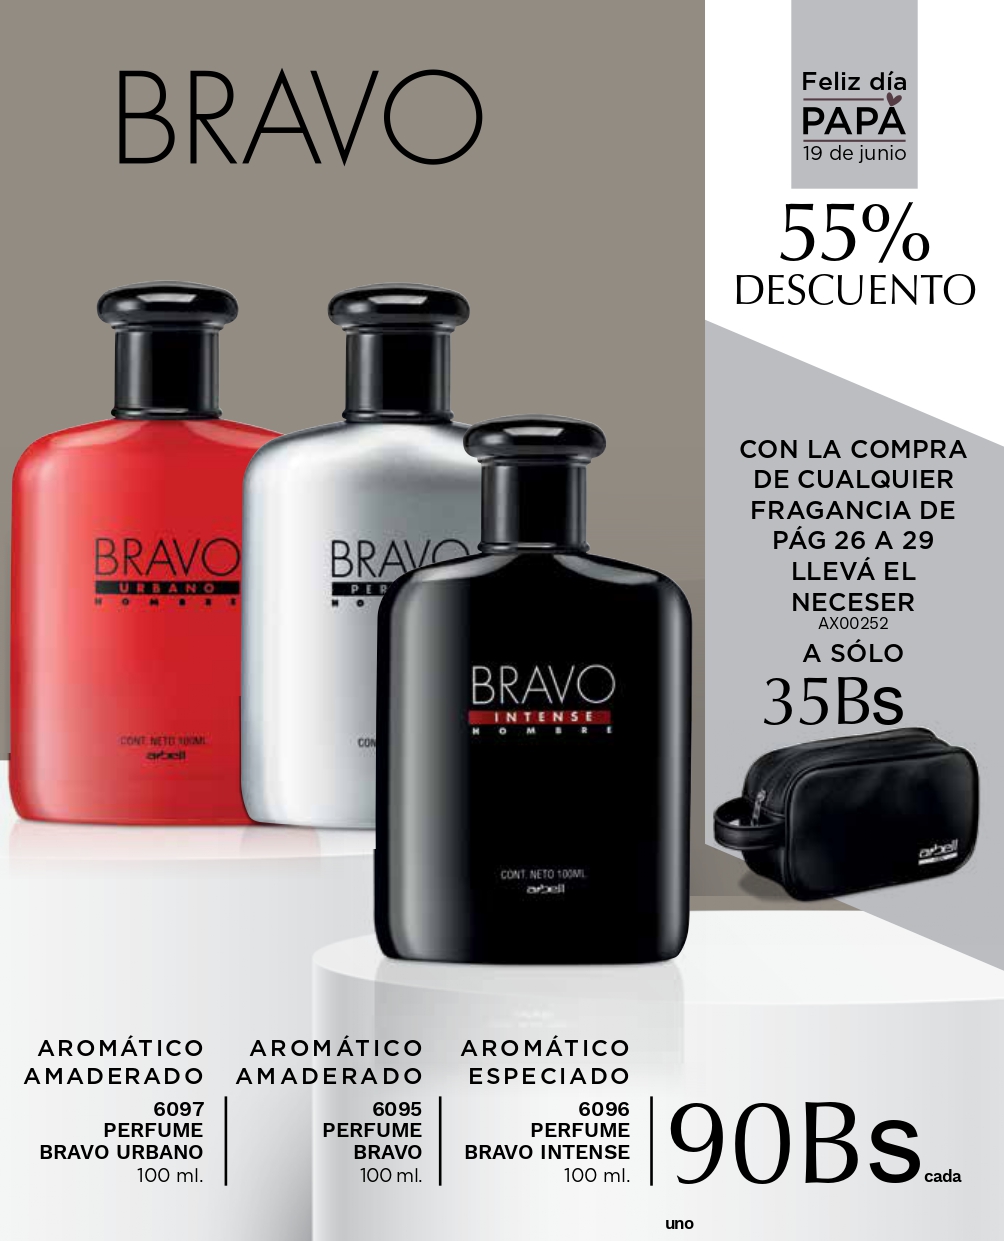 BRAVO
Feliz día
PAPÁ
19 de junio
55%
DESCUENTO
CON LA COMPRA
DE CUALQUIER
FRAGANCIA DE
PÁG 26 A 29
LLEVÁ EL
NECESER
AX00252
A SÓLO
35Bs
arbell
BRAVO
URBANO
HOMBRE
CONT. NETO 100ML.
arbell
BRAVO
PER
HO
CON
BRAVO
INTENSE
HOMBRE
CONT. NETO 100ML.
arbell
AROMÁTICO
AMADERADO
6097
PERFUME
BRAVO URBANO
100 ml.
AROMÁTICO
AMADERADO
6095
PERFUME
BRAVO
100 ml.
AROMÁTICO
ESPECIADO
6096
PERFUME
BRAVO INTENSE
100 ml.
90Bs cada
uno